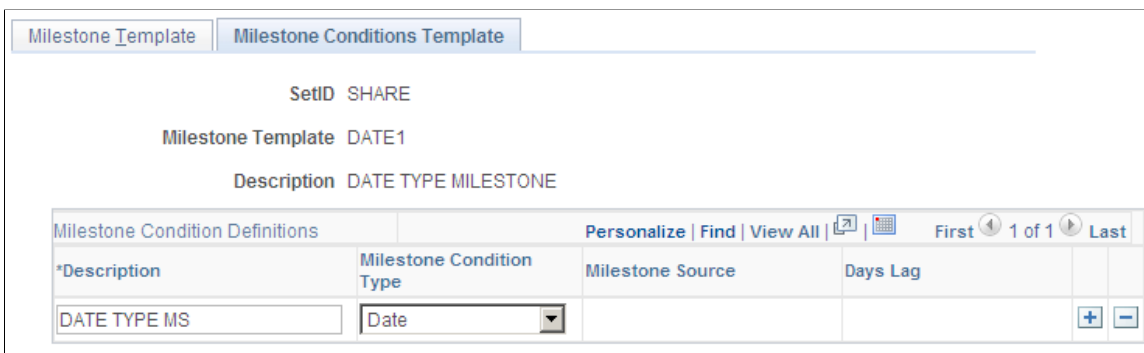 Milestone Template Milestone Conditions Template
SetID SHARE
Milestone Template DATE1
Description DATE TYPE MILESTONE
Milestone Condition Definitions Personalize | Find | View All | | First 1 of 1 Last
*Description Milestone Condition Type Milestone Source Days Lag
DATE TYPE MS Date